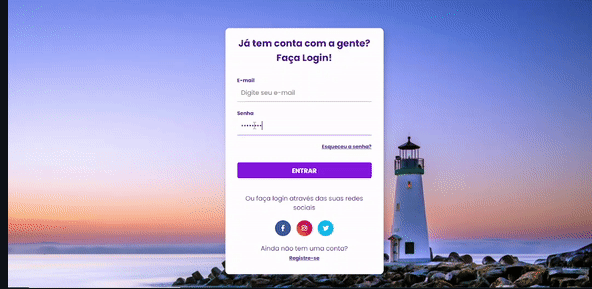 Já tem conta com a gente?
Faça Login!
E-mail
Digite seu e-mail
Senha
Esqueceu a senha?
ENTRAR
Ou faça login através das suas redes
sociais
Ainda não tem uma conta?
Registre-se